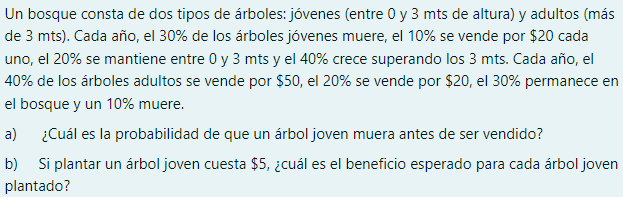 Un bosque consta de dos tipos de árboles: jóvenes (entre 0 y 3 mts de altura) y adultos (más
de 3 mts). Cada año, el 30% de los árboles jóvenes muere, el 10% se vende por $20 cada
uno, el 20% se mantiene entre 0 y 3 mts y el 40% crece superando los 3 mts. Cada año, el
40% de los árboles adultos se vende por $50, el 20% se vende por $20, el 30% permanece en
el bosque y un 10% muere.
a) ¿Cuál es la probabilidad de que un árbol joven muera antes de ser vendido?
b) Si plantar un árbol joven cuesta $5, ¿cuál es el beneficio esperado para cada árbol joven
plantado?